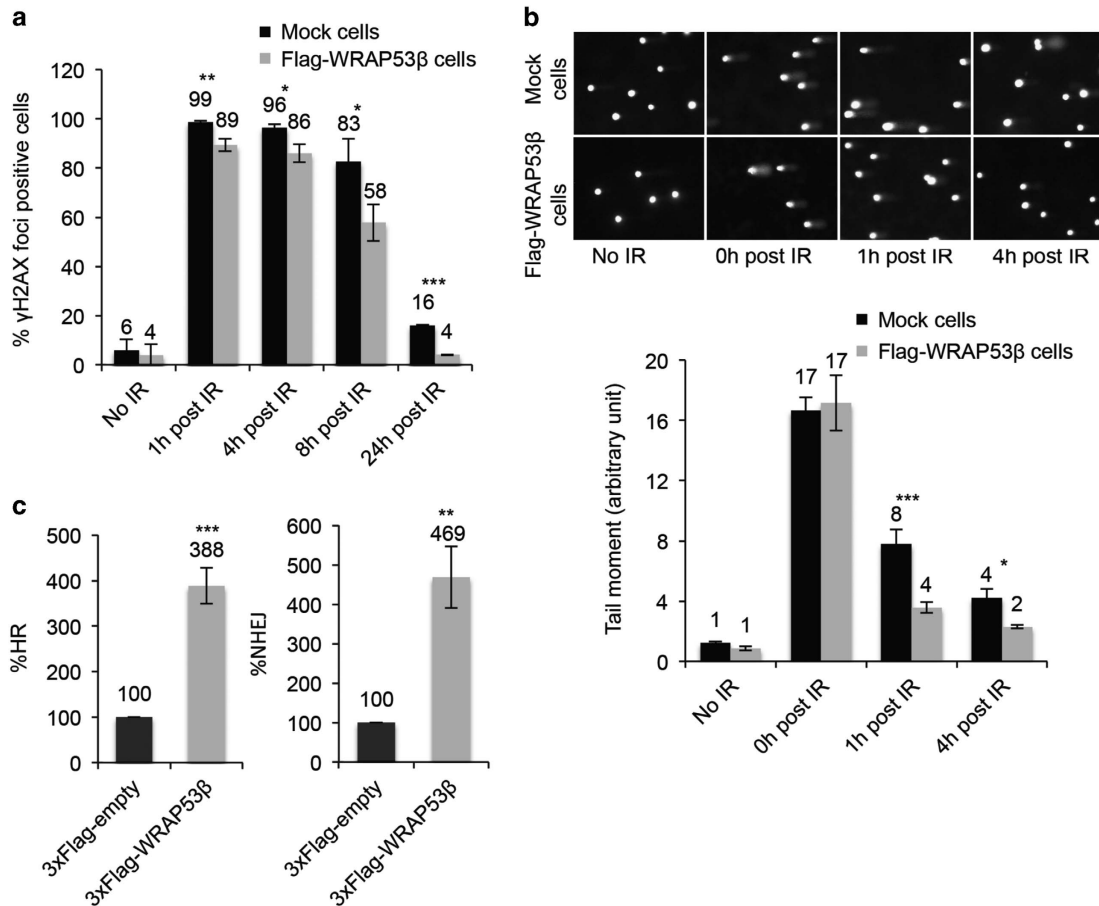 a
Mock cells
Flag-WRAP53β cells
% γH2AX foci positive cells
120
100
80
60
40
20
0
6
4
**
99
89
*
96
86
*
83
58
***
16
4
No IR
1h post IR
4h post IR
8h post IR
24h post IR
b
Mock cells
Flag-WRAP53β cells
No IR
0h post IR
1h post IR
4h post IR
Mock cells
Flag-WRAP53β cells
Tail moment (arbitrary unit)
20
16
12
8
4
0
1
1
17
17
***
8
4
*
4
2
No IR
0h post IR
1h post IR
4h post IR
c
%HR
500
400
300
200
100
0
100
***
388
3xFlag-empty
3xFlag-WRAP53β
%NHEJ
600
500
400
300
200
100
0
100
**
469
3xFlag-empty
3xFlag-WRAP53β